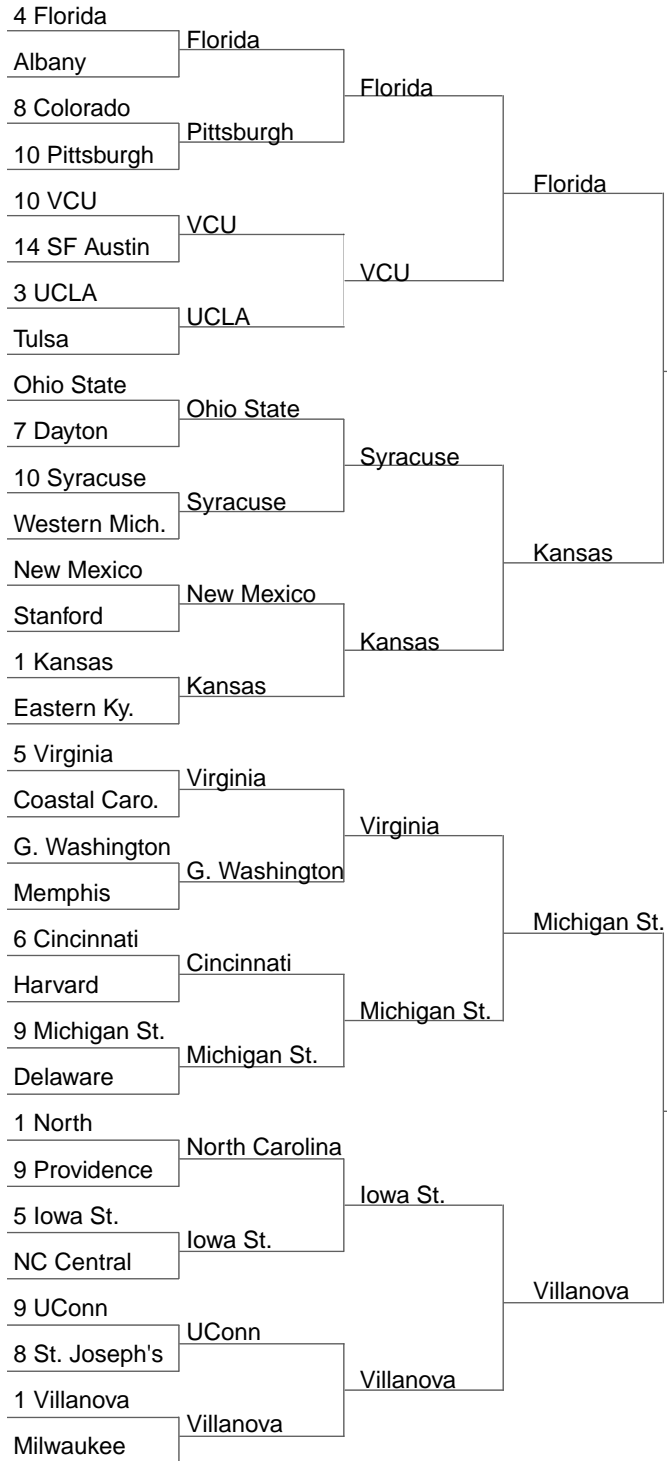 4 Florida
Albany
8 Colorado
10 Pittsburgh
10 VCU
14 SF Austin
3 UCLA
Tulsa
Ohio State
7 Dayton
10 Syracuse
Western Mich.
New Mexico
Stanford
1 Kansas
Eastern Ky.
5 Virginia
Coastal Caro.
G. Washington
Memphis
6 Cincinnati
Harvard
9 Michigan St.
Delaware
1 North
9 Providence
5 Iowa St.
NC Central
9 UConn
8 St. Joseph's
1 Villanova
Milwaukee
Florida
Pittsburgh
VCU
UCLA
Ohio State
Syracuse
New Mexico
Kansas
Virginia
G. Washington
Cincinnati
Michigan St.
North Carolina
Iowa St.
UConn
Villanova
Florida
VCU
Syracuse
Kansas
Virginia
Michigan St.
Iowa St.
Villanova
Florida
Kansas
Michigan St.
Villanova